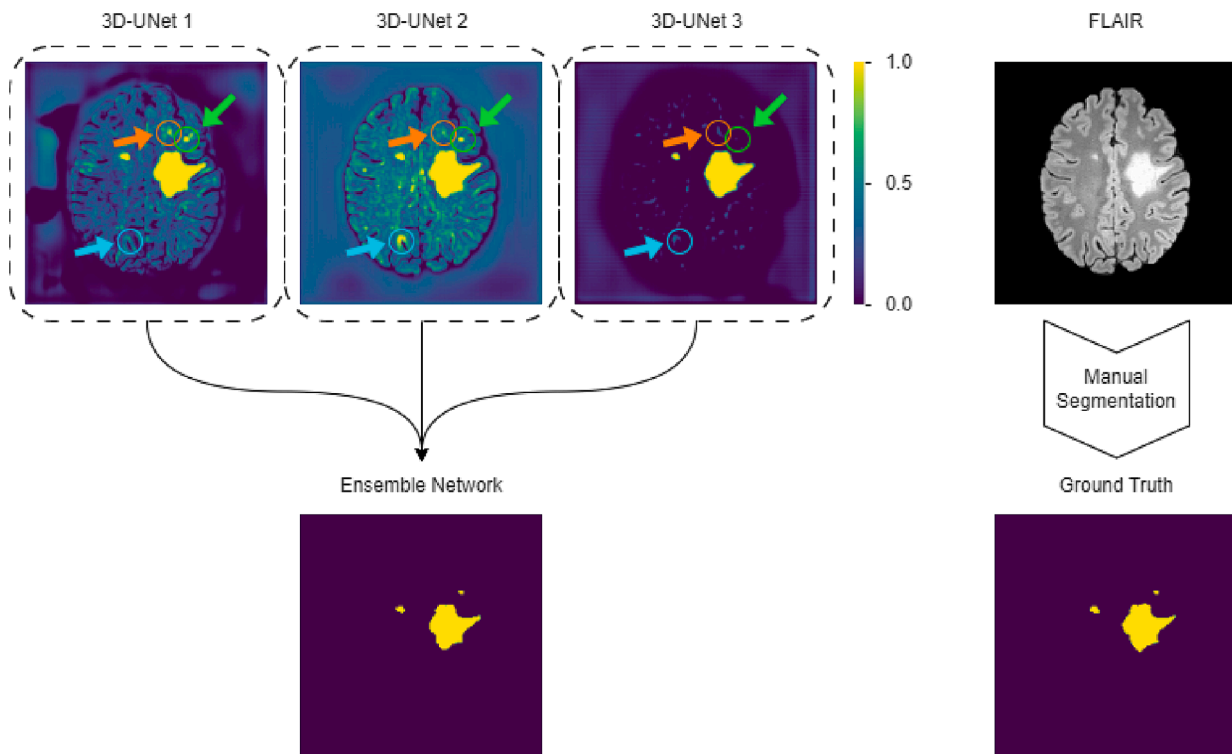 3D-UNet 1
3D-UNet 2
3D-UNet 3
FLAIR
1.0
0.5
0.0
Manual
Segmentation
Ensemble Network
Ground Truth